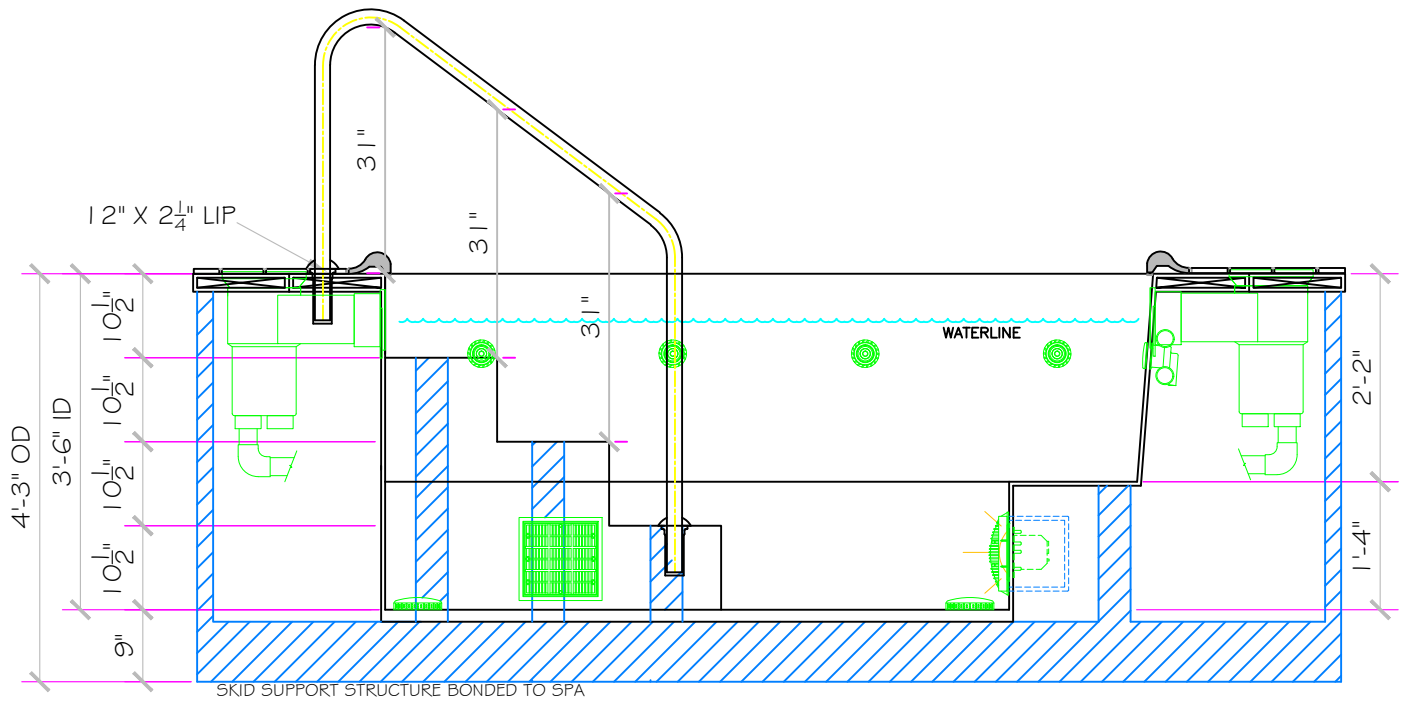 31"
12" X 2¼" LIP
31"
31"
WATERLINE
10½"
10½"
10½"
10½"
9"
3'-6" ID
4'-3" OD
2'-2"
1'-4"
SKID SUPPORT STRUCTURE BONDED TO SPA